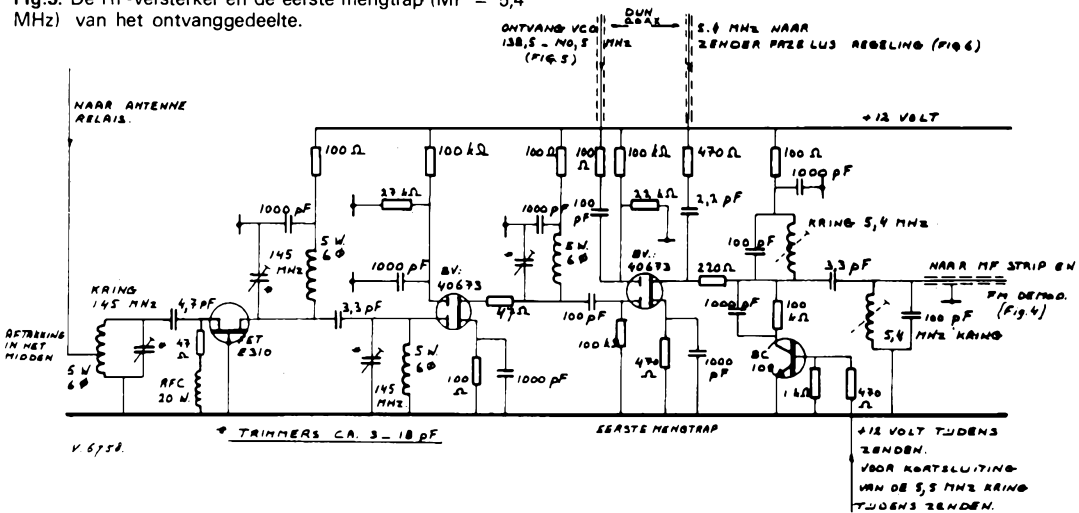 Fig.3. De HF-versterker en de eerste mengtrap (MF = 5,4
MHz) van het ontvanggedeelte.
ONTVANG VCO
138,5 - 140,5 MHz
(FIG.5)
DUN
COAX
5.4 MHz NAAR
ZENDER FAZELUS REGELING (FIG 6)
NAAR ANTENNE
RELAIS.
+12 VOLT
100 Ω
100 kΩ
100 Ω
100
Ω
100 kΩ
470 Ω
100 Ω
1000 pF
27 kΩ
22 kΩ
2,2 pF
1000 pF
1000 pF
100
pF
KRING 5,4 MHz
100 pF
145
MHz
5 W.
6 Ø
5 W.
6 Ø
1000 pF
BV.:
40673
BV.:
40673
220Ω
3,3 pF
NAAR MF STRIP EN
FM DEMOD.
(Fig.4)
KRING
145 MHz
4,7 pF
3,3 pF
47Ω
100 pF
1000 pF
100
kΩ
100 pF
5,4
MHz KRING
AFTAKKING
IN HET
MIDDEN
5 W
6 Ø
*
47
Ω
FET
E310
RFC
20 W.
*
145
MHz
5 W.
6 Ø
100
Ω
1000 pF
100 kΩ
470
Ω
1000
pF
BC
108
1 kΩ
470
Ω
* TRIMMERS CA. 3 - 18 pF
EERSTE MENGTRAP
V. 6758.
+12 VOLT TIJDENS
ZENDEN.
VOOR KORTSLUITING
VAN DE 5,5 MHz KRING
TIJDENS ZENDEN.